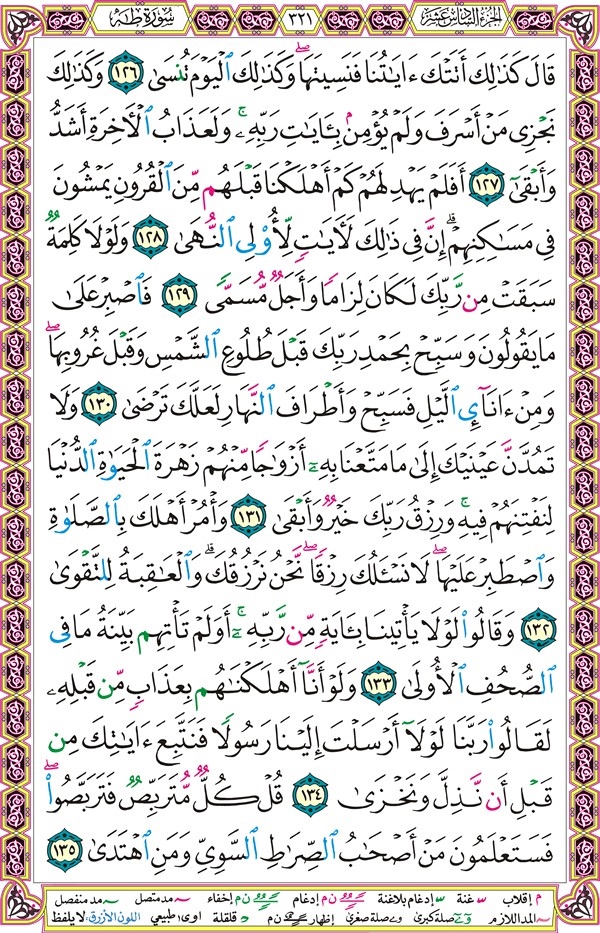 الجزء السادس عشر ٣٢١ سورة طه
قَالَ كَذَٰلِكَ أَتَتْكَ ءَايَٰتُنَا فَنَسِيتَهَا ۖ وَكَذَٰلِكَ ٱلْيَوْمَ تُنسَىٰ ١٢٦ وَكَذَٰلِكَ
نَجْزِى مَنْ أَسْرَفَ وَلَمْ يُؤْمِنۢ بِـَٔايَٰتِ رَبِّهِۦ ۚ وَلَعَذَابُ ٱلْءَاخِرَةِ أَشَدُّ
وَأَبْقَىٰٓ ١٢٧ أَفَلَمْ يَهْدِ لَهُمْ كَمْ أَهْلَكْنَا قَبْلَهُم مِّنَ ٱلْقُرُونِ يَمْشُونَ
فِى مَسَٰكِنِهِمْ ۗ إِنَّ فِى ذَٰلِكَ لَءَايَٰتٍ لِّأُو۟لِى ٱلنُّهَىٰ ١٢٨ وَلَوْلَا كَلِمَةٌ
سَبَقَتْ مِن رَّبِّكَ لَكَانَ لِزَامًا وَأَجَلٌ مُّسَمًّى ١٢٩ فَٱصْبِرْ عَلَىٰ
مَا يَقُولُونَ وَسَبِّحْ بِحَمْدِ رَبِّكَ قَبْلَ طُلُوعِ ٱلشَّمْسِ وَقَبْلَ غُرُوبِهَا ۖ
وَمِنْ ءَانَآئِ ٱلَّيْلِ فَسَبِّحْ وَأَطْرَافَ ٱلنَّهَارِ لَعَلَّكَ تَرْضَىٰ ١٣٠ وَلَا
تَمُدَّنَّ عَيْنَيْكَ إِلَىٰ مَا مَتَّعْنَا بِهِۦٓ أَزْوَٰجًا مِّنْهُمْ زَهْرَةَ ٱلْحَيَوٰةِ ٱلدُّنْيَا
لِنَفْتِنَهُمْ فِيهِ ۚ وَرِزْقُ رَبِّكَ خَيْرٌ وَأَبْقَىٰ ١٣١ وَأْمُرْ أَهْلَكَ بِٱلصَّلَوٰةِ
وَٱصْطَبِرْ عَلَيْهَا ۖ لَا نَسْـَٔلُكَ رِزْقًا ۖ نَّحْنُ نَرْزُقُكَ ۗ وَٱلْعَٰقِبَةُ لِلتَّقْوَىٰ
١٣٢ وَقَالُوا۟ لَوْلَا يَأْتِينَا بِـَٔايَةٍ مِّن رَّبِّهِۦٓ ۚ أَوَلَمْ تَأْتِهِم بَيِّنَةُ مَا فِى
ٱلصُّحُفِ ٱلْأُولَىٰ ١٣٣ وَلَوْ أَنَّآ أَهْلَكْنَٰهُم بِعَذَابٍ مِّن قَبْلِهِۦ
لَقَالُوا۟ رَبَّنَا لَوْلَآ أَرْسَلْتَ إِلَيْنَا رَسُولًا فَنَتَّبِعَ ءَايَٰتِكَ مِن
قَبْلِ أَن نَّذِلَّ وَنَخْزَىٰ ١٣٤ قُلْ كُلٌّ مُّتَرَبِّصٌ فَتَرَبَّصُوا۟ ۖ
فَسَتَعْلَمُونَ مَنْ أَصْحَٰبُ ٱلصِّرَٰطِ ٱلسَّوِىِّ وَمَنِ ٱهْتَدَىٰ ١٣٥
م إقلاب غنة إدغام بلاغنة ن م إدغام ن م إخفاء مد متصل مد منفصل
المد اللازم صلة كبرى صلة صغرى إظهار ن م قلقلة اوى: طبيعي اللون الأزرق: لا يلفظ